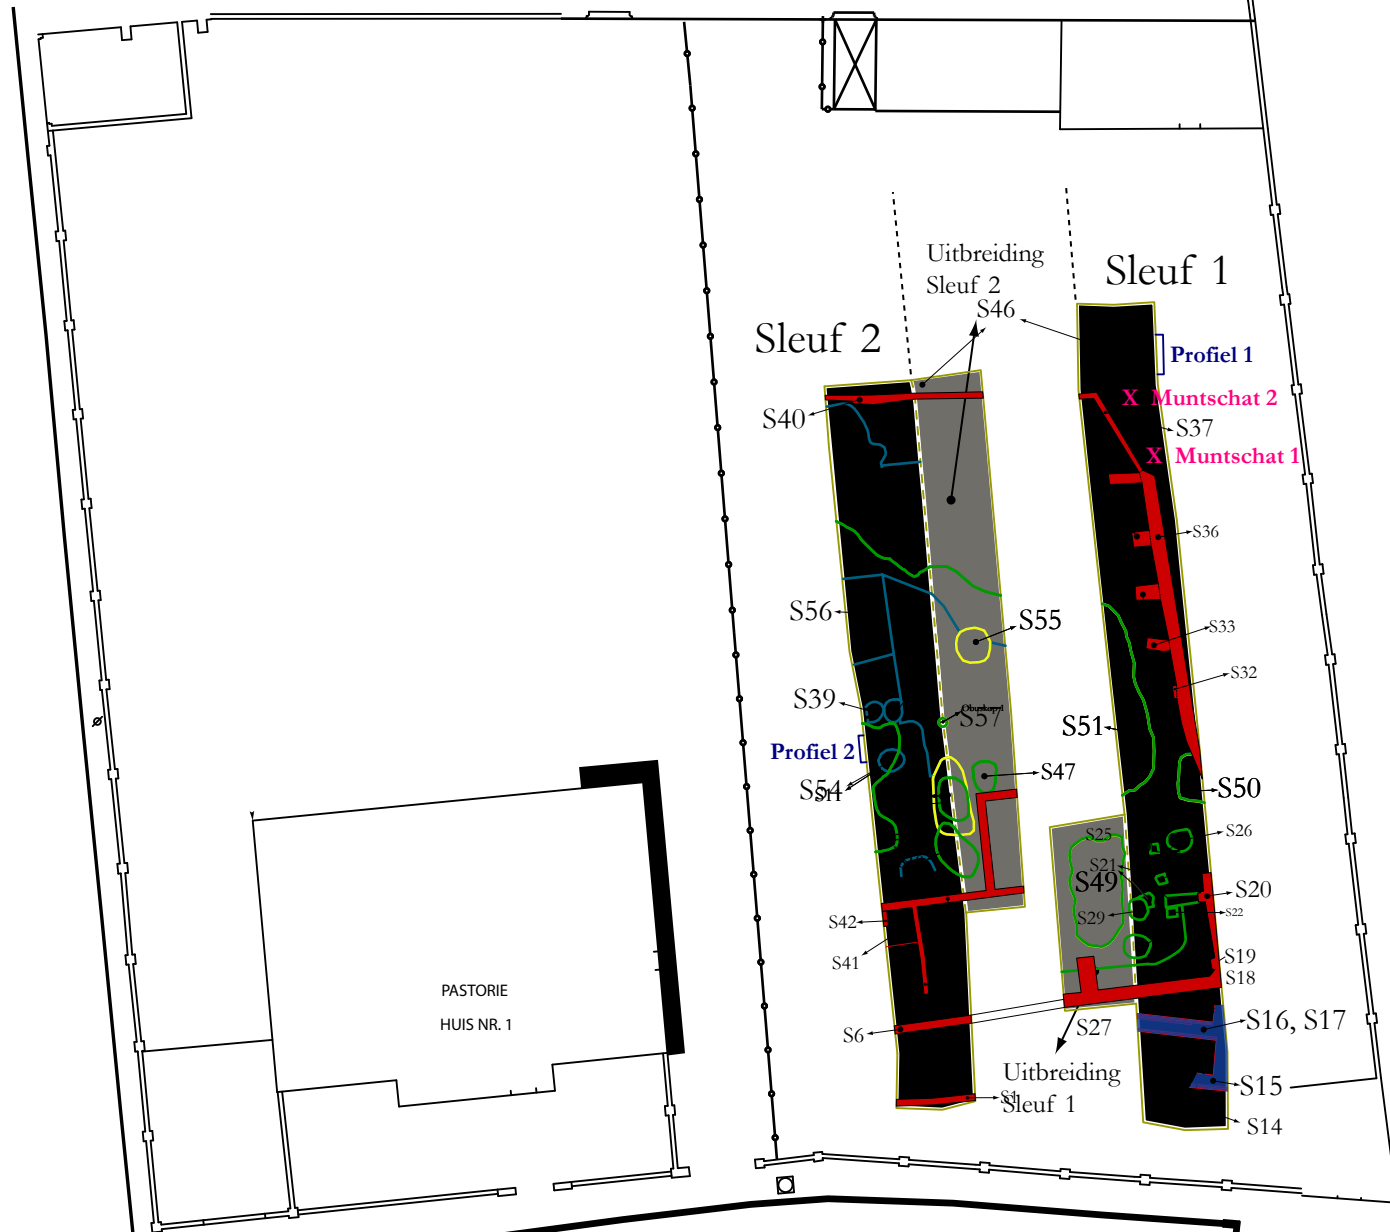 Uitbreiding
Sleuf 2
Sleuf 1
S46
Sleuf 2
Profiel 1
X Muntschat 2
S40
S37
X Muntschat 1
S36
S56
S55
S33
S32
S39
S57
S51
Profiel 2
S47
S54
S50
S25
S26
S21
S49
S20
S42
S29
S22
S41
S19
S18
PASTORIE
HUIS NR. 1
S6
S27
S16, S17
Uitbreiding
Sleuf 1
S15
S1
S14